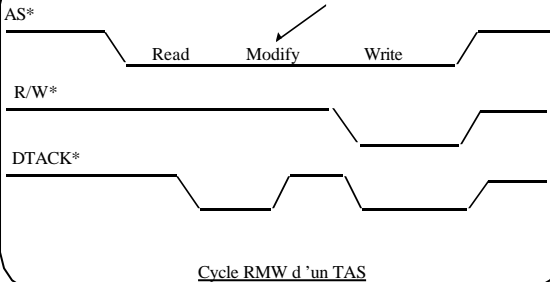 AS*
Read Modify Write
R/W*
DTACK*
Cycle RMW d 'un TAS